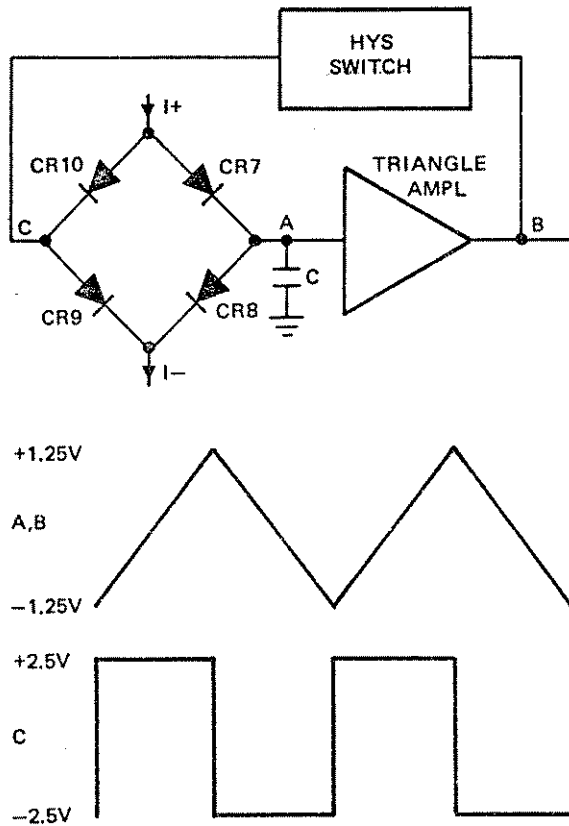 HYS
SWITCH
I+
CR10
CR7
TRIANGLE
AMPL
C
A
B
C
CR9
CR8
I−
+1.25V
A,B
−1.25V
+2.5V
C
−2.5V